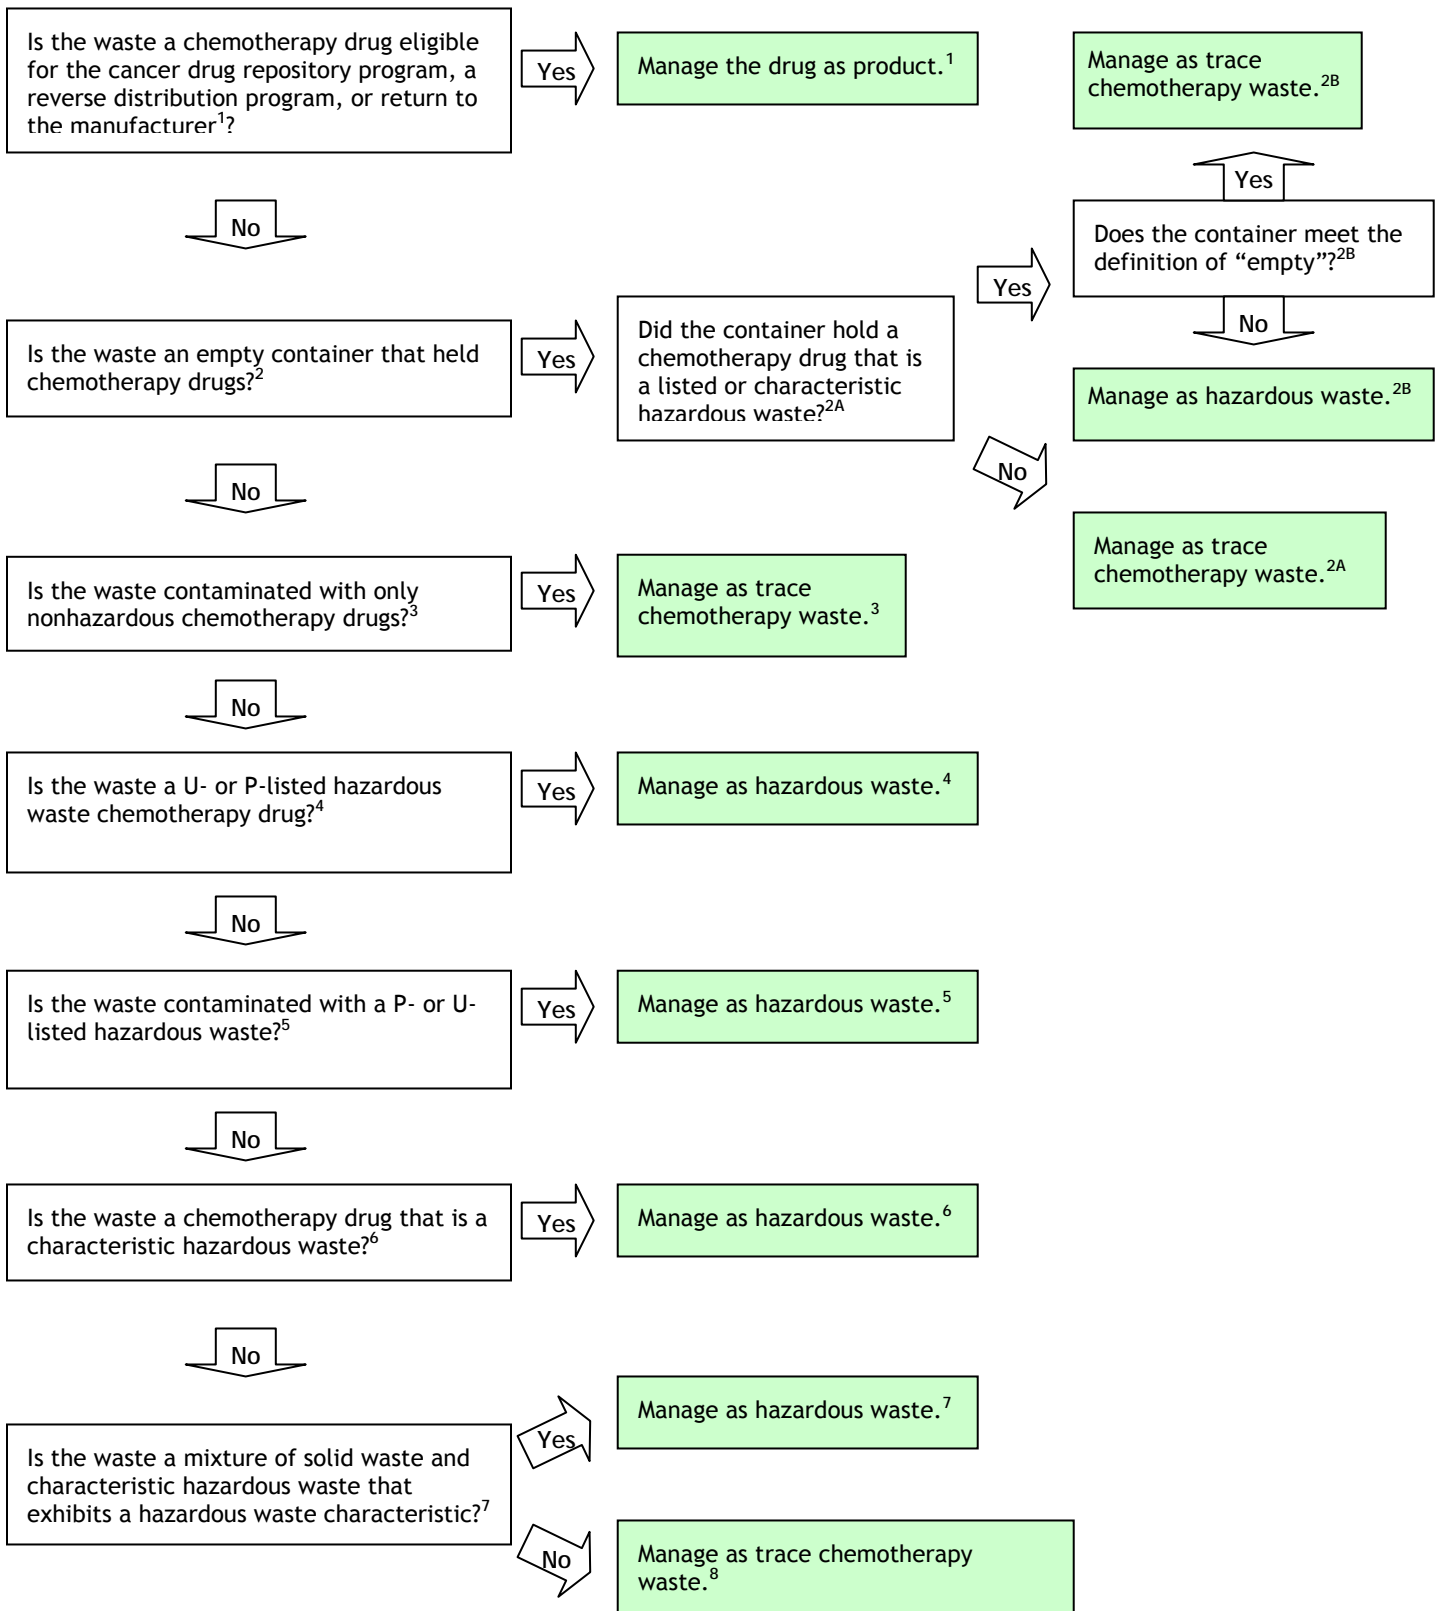 Is the waste a chemotherapy drug eligible
for the cancer drug repository program, a
reverse distribution program, or return to
the manufacturer¹?
Yes
Manage the drug as product.¹
Manage as trace
chemotherapy waste.²ᴮ
Yes
Does the container meet the
definition of “empty”?²ᴮ
No
Manage as hazardous waste.²ᴮ
No
Is the waste an empty container that held
chemotherapy drugs?²
Yes
Did the container hold a
chemotherapy drug that is
a listed or characteristic
hazardous waste?²ᴬ
Yes
No
Manage as trace
chemotherapy waste.²ᴬ
No
Is the waste contaminated with only
nonhazardous chemotherapy drugs?³
Yes
Manage as trace
chemotherapy waste.³
No
Is the waste a U- or P-listed hazardous
waste chemotherapy drug?⁴
Yes
Manage as hazardous waste.⁴
No
Is the waste contaminated with a P- or U-
listed hazardous waste?⁵
Yes
Manage as hazardous waste.⁵
No
Is the waste a chemotherapy drug that is a
characteristic hazardous waste?⁶
Yes
Manage as hazardous waste.⁶
No
Is the waste a mixture of solid waste and
characteristic hazardous waste that
exhibits a hazardous waste characteristic?⁷
Yes
Manage as hazardous waste.⁷
No
Manage as trace chemotherapy
waste.⁸